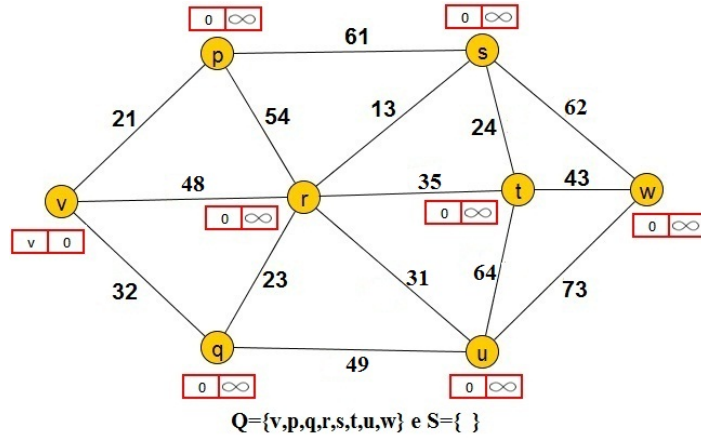 0 ∞
0 ∞
p
61
s
21
54
13
62
24
48
35
43
v
r
t
w
0 ∞
0 ∞
0 ∞
v 0
32
23
31
64
73
q
49
u
0 ∞
0 ∞
Q={v,p,q,r,s,t,u,w} e S={ }